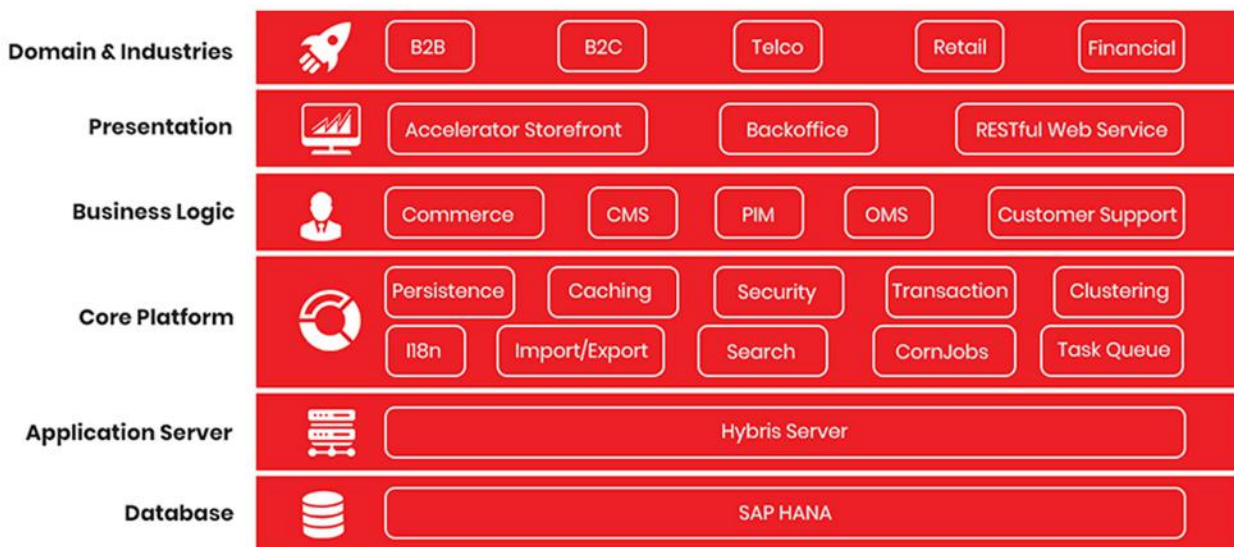 Domain & Industries B2B B2C Telco Retail Financial
Presentation Accelerator Storefront Backoffice RESTful Web Service
Business Logic Commerce CMS PIM OMS Customer Support
Core Platform
Persistence Caching Security Transaction Clustering
I18n Import/Export Search CornJobs Task Queue
Application Server Hybris Server
Database SAP HANA